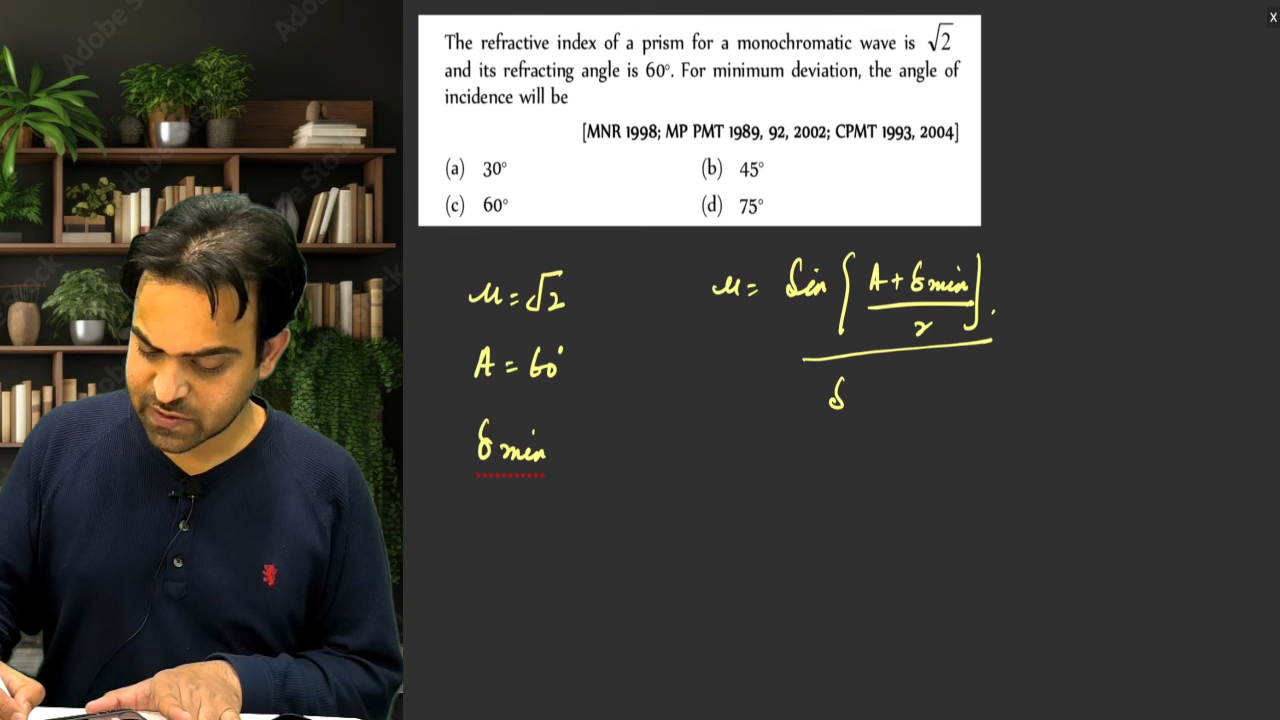 X
The refractive index of a prism for a monochromatic wave is √2
and its refracting angle is 60°. For minimum deviation, the angle of
incidence will be
[MNR 1998; MP PMT 1989, 92, 2002; CPMT 1993, 2004]
(a) 30° (b) 45°
(c) 60° (d) 75°
μ = √2
A = 60°
δ min
μ = Sin [ A + δ min
2 ] .
S